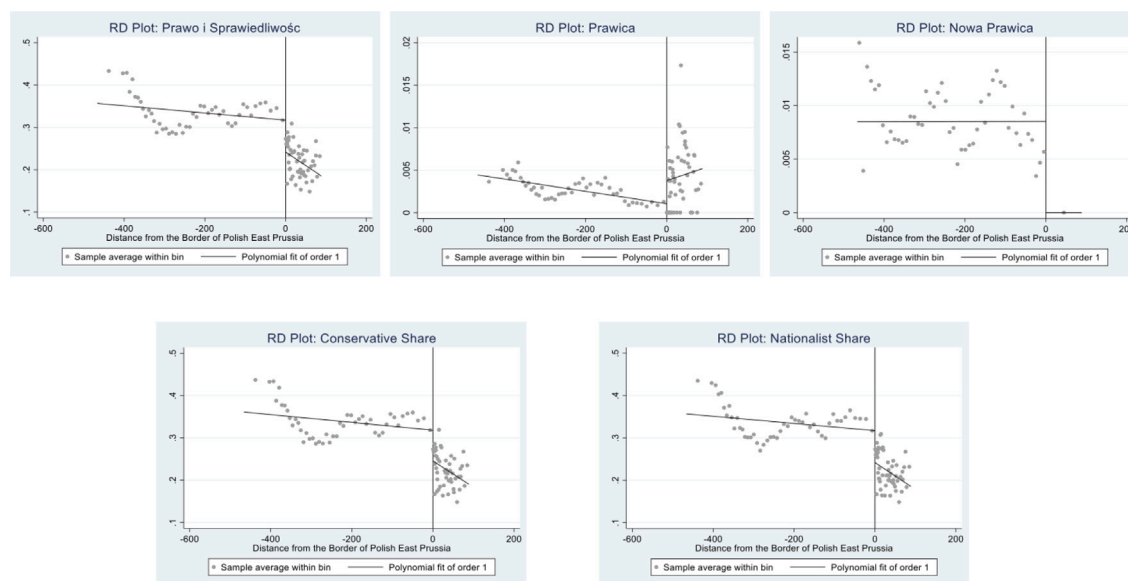 RD Plot: Prawo i Sprawiedliwośc
.5
.4
.3
.2
.1
-600 -400 -200 0 200
Distance from the Border of Polish East Prussia
Sample average within bin Polynomial fit of order 1
RD Plot: Prawica
.02
.015
.01
.005
0
-600 -400 -200 0 200
Distance from the Border of Polish East Prussia
Sample average within bin Polynomial fit of order 1
RD Plot: Nowa Prawica
.015
.01
.005
0
-600 -400 -200 0 200
Distance from the Border of Polish East Prussia
Sample average within bin Polynomial fit of order 1
RD Plot: Conservative Share
.5
.4
.3
.2
.1
-600 -400 -200 0 200
Distance from the Border of Polish East Prussia
Sample average within bin Polynomial fit of order 1
RD Plot: Nationalist Share
.5
.4
.3
.2
.1
-600 -400 -200 0 200
Distance from the Border of Polish East Prussia
Sample average within bin Polynomial fit of order 1